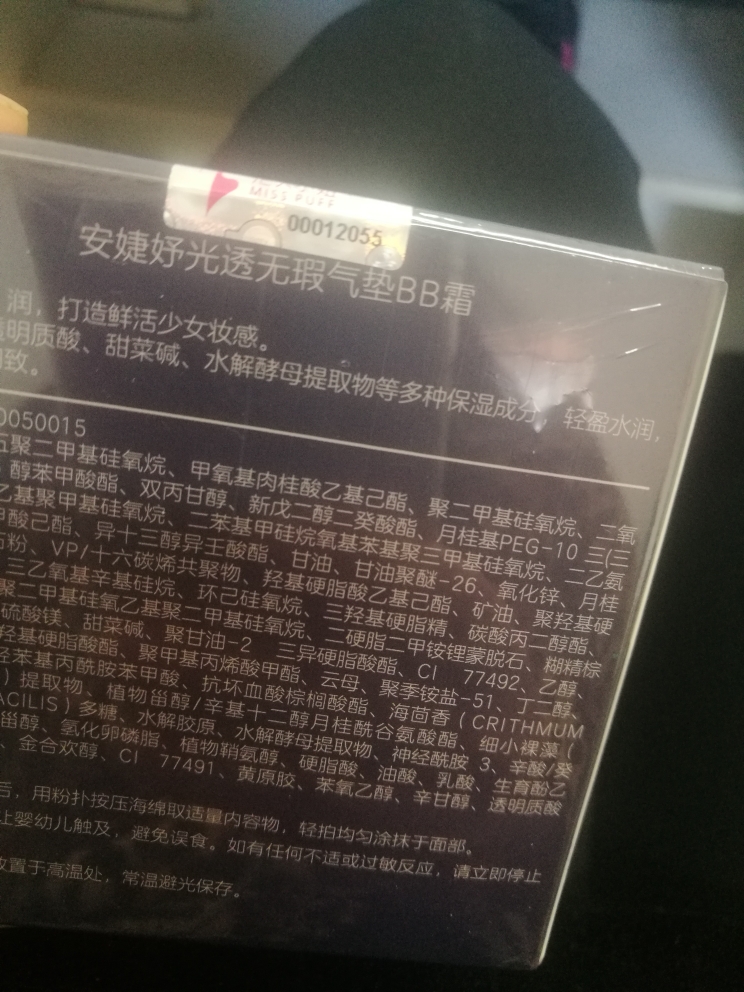 MISS PUFF
00012055
安婕妤光透无瑕气垫BB霜
润，打造鲜活少女妆感。
明质酸、甜菜碱、水解酵母提取物等多种保湿成分，轻盈水润，
致。
0050015
五聚二甲基硅氧烷、甲氧基肉桂酸乙基己酯、聚二甲基硅氧烷、二氧
醇苯甲酸酯、双丙甘醇、新戊二醇二癸酸酯、月桂基PEG-10 三(三
乙基聚甲基硅氧烷、二苯基甲硅烷氧基苯基聚三甲基硅氧烷、二乙氨
酸己酯、异十三醇异壬酸酯、甘油、甘油聚醚-26、氧化锌、月桂
石粉、VP/十六碳烯共聚物、羟基硬脂酸乙基己酯、矿油、聚羟基硬
三乙氧基辛基硅烷、环己硅氧烷、三羟基硬脂精、碳酸丙二醇酯、
聚二甲基硅氧乙基聚二甲基硅氧烷、二硬脂二甲铵锂蒙脱石、糊精棕
硫酸镁、甜菜碱、聚甘油-2 三异硬脂酸酯、CI 77492、乙醇、
羟基硬脂酸酯、聚甲基丙烯酸甲酯、云母、聚季铵盐-51、丁二醇、
羟苯基丙酰胺苯甲酸、抗坏血酸棕榈酸酯、海茴香 ( CRITHMUM
) 提取物、植物甾醇/辛基十二醇月桂酰谷氨酸酯、细小裸藻 (
ACILIS ) 多糖、水解胶原、水解酵母提取物、神经酰胺 3、辛酸/癸
甾醇、氢化卵磷脂、植物鞘氨醇、硬脂酸、油酸、乳酸、生育酚乙
、金合欢醇、CI 77491、黄原胶、苯氧乙醇、辛甘醇、透明质酸
后，用粉扑按压海绵取适量内容物，轻拍均匀涂抹于面部。
让婴幼儿触及，避免误食。如有任何不适或过敏反应，请立即停止
放置于高温处，常温避光保存。